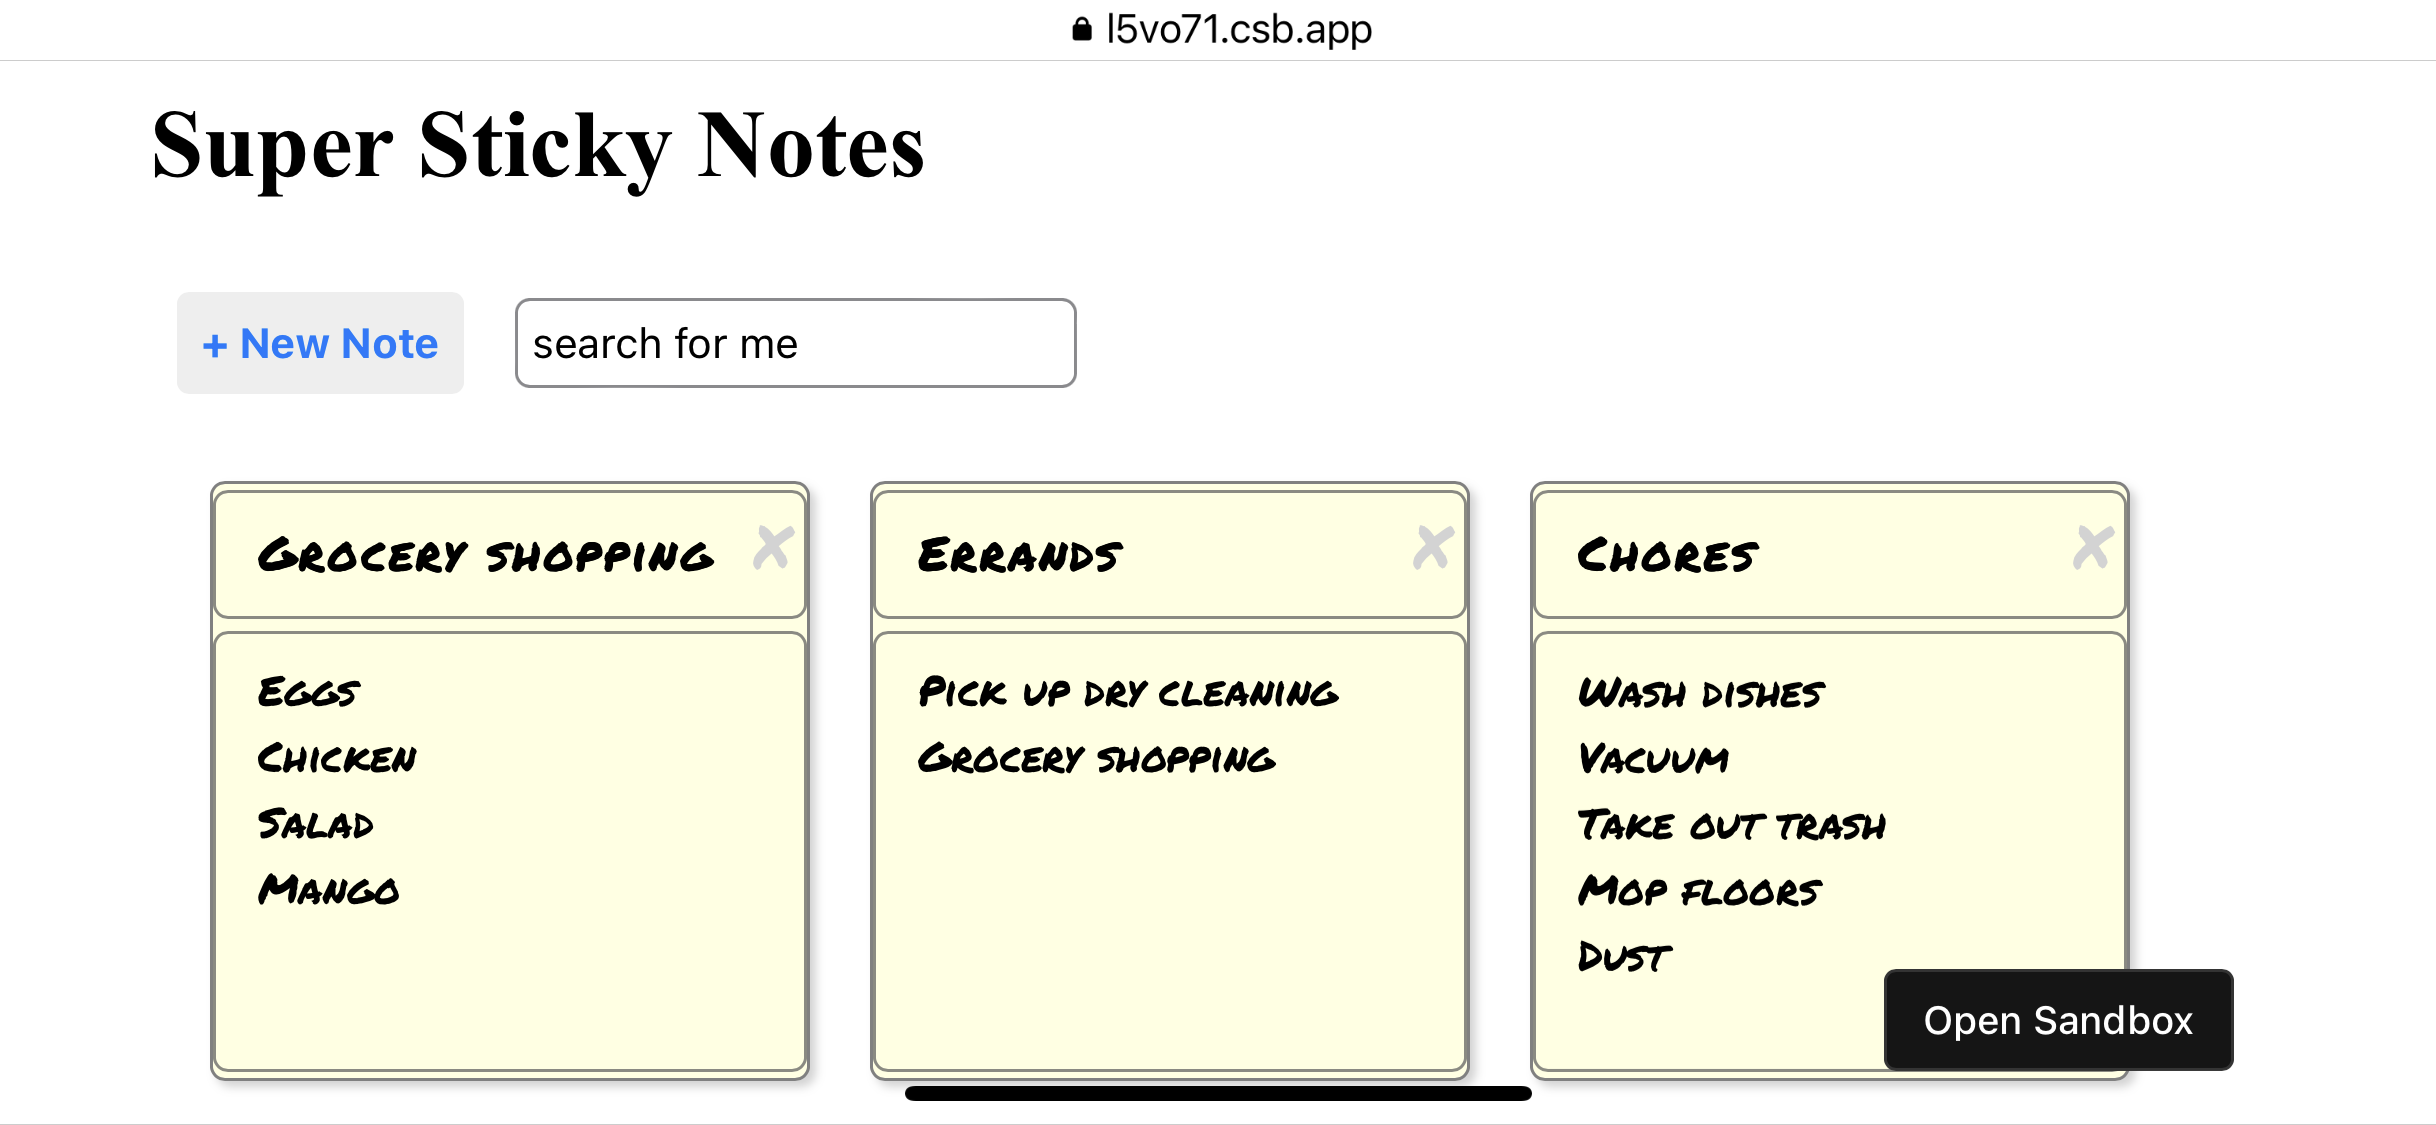 l5vo71.csb.app
Super Sticky Notes
+ New Note
search for me
Grocery shopping
Eggs
Chicken
Salad
Mango
Errands
Pick up dry cleaning
Grocery shopping
Chores
Wash dishes
Vacuum
Take out trash
Mop floors
Dust
Open Sandbox